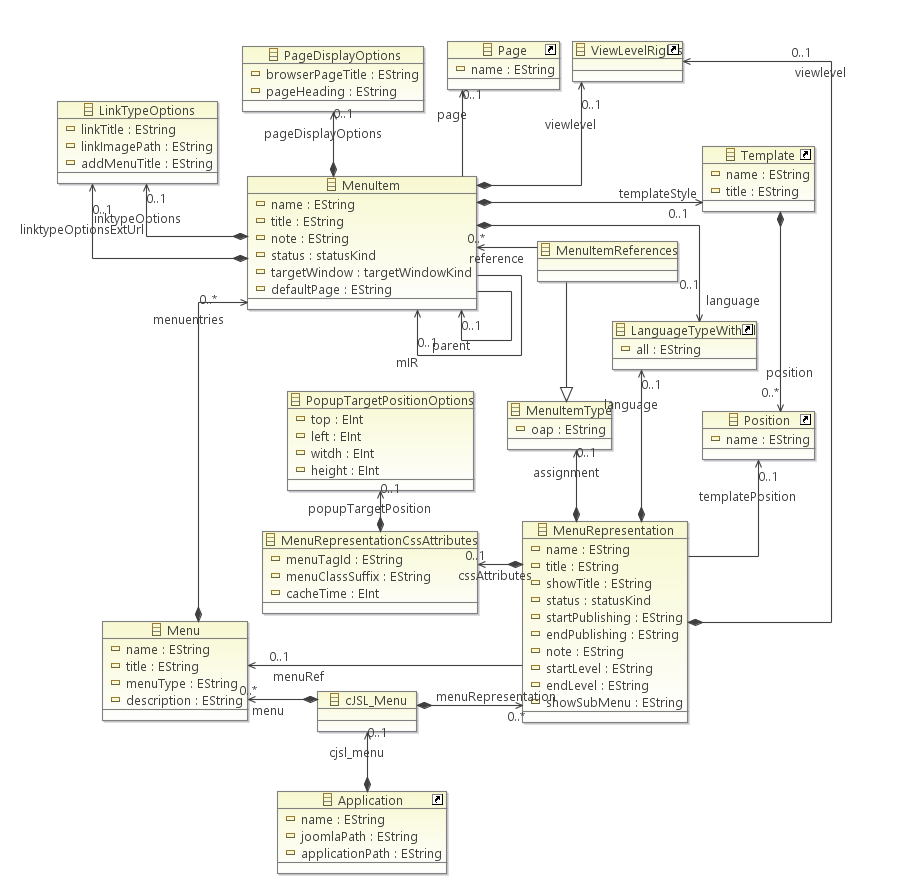 PageDisplayOptions
browserPageTitle : EString
pageHeading : EString
Page
name : EString
ViewLevelRights
0..1
viewlevel
LinkTypeOptions
linkTitle : EString
linkImagePath : EString
addMenuTitle : EString
0..1
pageDisplayOptions
0..1
page
0..1
viewlevel
Template
name : EString
title : EString
MenuItem
name : EString
title : EString
note : EString
status : statusKind
targetWindow : targetWindowKind
defaultPage : EString
templateStyle
0..1
0..1
0..1
linktypeOptions
linktypeOptionsExtUrl
0..*
reference
MenuItemReferences
0..1
language
0..*
menuentries
0..1
parent
0..1
mIR
LanguageTypeWith
all : EString
position
0..*
0..1
language
PopupTargetPositionOptions
top : EInt
left : EInt
witdh : EInt
height : EInt
MenuItemType
oap : EString
Position
name : EString
0..1
assignment
0..1
templatePosition
0..1
popupTargetPosition
MenuRepresentationCssAttributes
menuTagId : EString
menuClassSuffix : EString
cacheTime : EInt
0..1
cssAttributes
MenuRepresentation
name : EString
title : EString
showTitle : EString
status : statusKind
startPublishing : EString
endPublishing : EString
note : EString
startLevel : EString
endLevel : EString
showSubMenu : EString
Menu
name : EString
title : EString
menuType : EString
description : EString
0..1
menuRef
0..*
menu
cJSL_Menu
menuRepresentation
0..*
0..1
cjsl_menu
Application
name : EString
joomlaPath : EString
applicationPath : EString